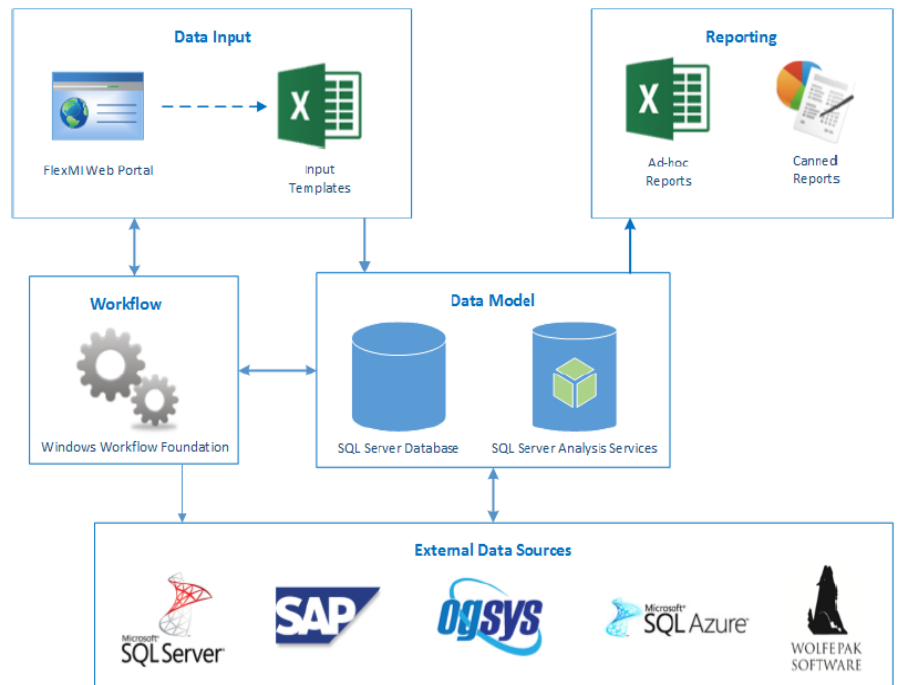 Data Input
FlexMI Web Portal
X
Input
Templates
Reporting
X
Ad-hoc
Reports
Canned
Reports
Workflow
Windows Workflow Foundation
Data Model
SQL Server Database
SQL Server Analysis Services
External Data Sources
Microsoft®
SQL Server®
SAP
ogsys
Microsoft®
SQL Azure™
WOLFEPAK
SOFTWARE